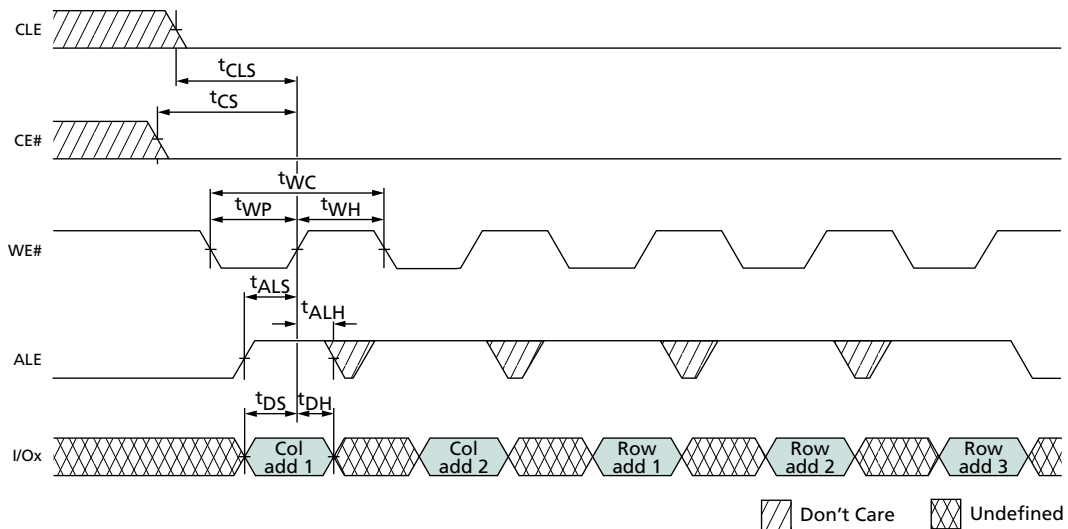 CLE
tCLS
tCS
CE#
tWC
tWP
tWH
WE#
tALS
tALH
ALE
tDS
tDH
I/Ox
Col
add 1
Col
add 2
Row
add 1
Row
add 2
Row
add 3
Don't Care
Undefined